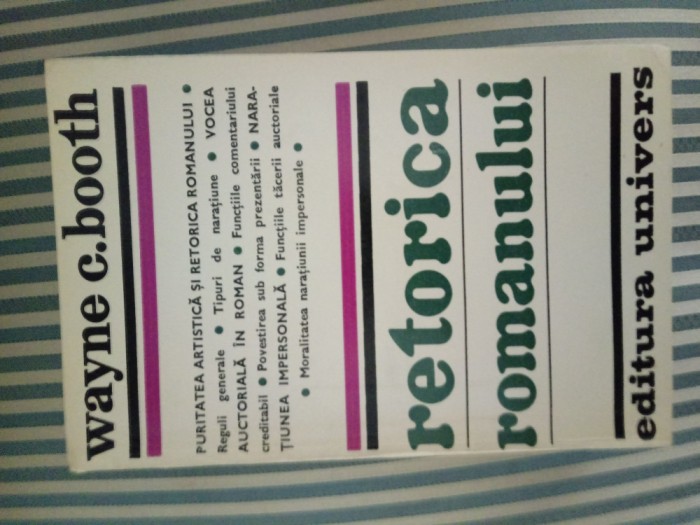 wayne c.booth
PURITATEA ARTISTICĂ ȘI RETORICA ROMANULUI ●
Reguli generale ● Tipuri de narațiune ● VOCEA
AUCTORIALĂ ÎN ROMAN ● Funcțiile comentariului
creditabil ● Povestirea sub forma prezentării ● NARA-
ȚIUNEA IMPERSONALĂ ● Funcțiile tăcerii auctoriale
● Moralitatea narațiunii impersonale ●
retorica
romanului
editura univers